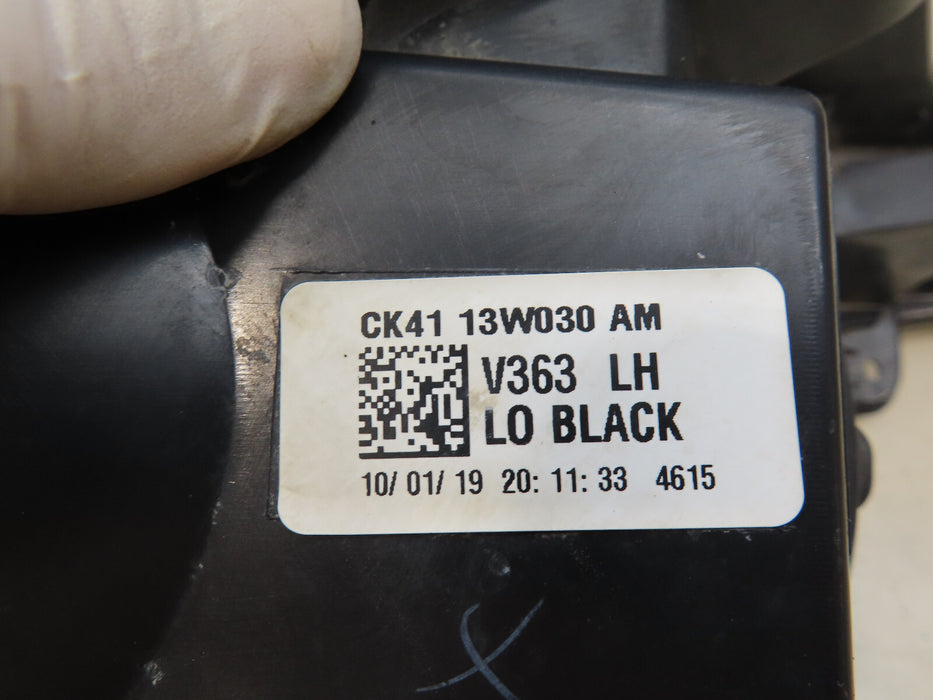 CK41 13W030 AM
V363 LH
LO BLACK
10/ 01/ 19 20: 11: 33 4615